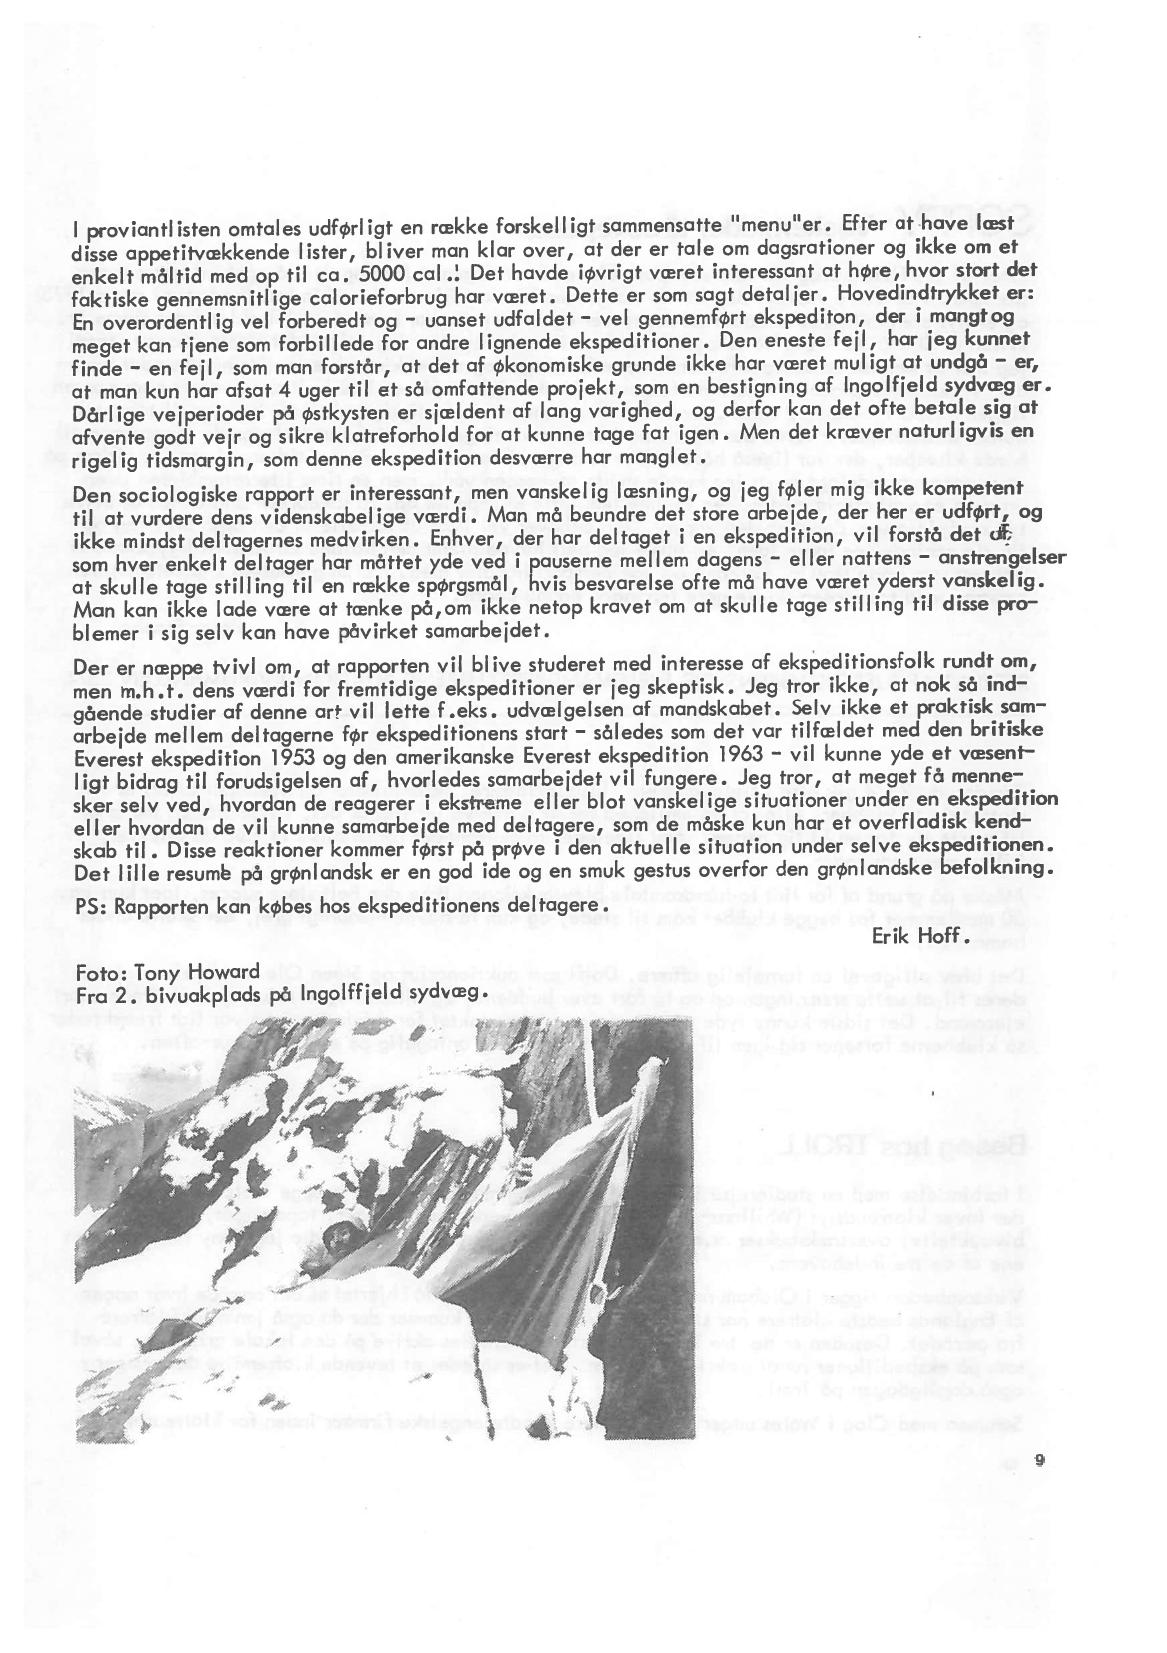 I proviantlisten omtales udførligt en række forskelligt sammensatte "menu"er. Efter at have læst
disse appetitvækkende lister, bliver man klar over, at der er tale om dagsrationer og ikke om et
enkelt måltid med op til ca. 5000 cal.! Det havde iøvrigt været interessant at høre, hvor stort det
faktiske gennemsnitlige calorieforbrug har været. Dette er som sagt detaljer. Hovedindtrykket er:
En overordentlig vel forberedt og - uanset udfaldet - vel gennemført ekspediton, der i mangt og
meget kan tjene som forbillede for andre lignende ekspeditioner. Den eneste fejl, har jeg kunnet
finde - en fejl, som man forstår, at det af økonomiske grunde ikke har været muligt at undgå - er,
at man kun har afsat 4 uger til et så omfattende projekt, som en bestigning af Ingolfjeld sydvæg er.
Dårlige vejperioder på østkysten er sjældent af lang varighed, og derfor kan det ofte betale sig at
afvente godt vejr og sikre klatreforhold for at kunne tage fat igen. Men det kræver naturligvis en
rigelig tidsmargin, som denne ekspedition desværre har manglet.
Den sociologiske rapport er interessant, men vanskelig læsning, og jeg føler mig ikke kompetent
til at vurdere dens videnskabelige værdi. Man må beundre det store arbejde, der her er udført, og
ikke mindst deltagernes medvirken. Enhver, der har deltaget i en ekspedition, vil forstå det
som hver enkelt deltager har måttet yde ved i pauserne mellem dagens - eller nattens - anstrengelser
at skulle tage stilling til en række spørgsmål, hvis besvarelse ofte må have været yderst vanskelig.
Man kan ikke lade være at tænke på, om ikke netop kravet om at skulle tage stilling til disse pro-
blemer i sig selv kan have påvirket samarbejdet.
Der er næppe tvivl om, at rapporten vil blive studeret med interesse af ekspeditionsfolk rundt om,
men m.h.t. dens værdi for fremtidige ekspeditioner er jeg skeptisk. Jeg tror ikke, at nok så ind-
gående studier af denne art vil lette f.eks. udvælgelsen af mandskabet. Selv ikke et praktisk sam-
arbejde mellem deltagerne før ekspeditionens start - således som det var tilfældet med den britiske
Everest ekspedition 1953 og den amerikanske Everest ekspedition 1963 - vil kunne yde et væsent-
ligt bidrag til forudsigelsen af, hvorledes samarbejdet vil fungere. Jeg tror, at meget få menne-
sker selv ved, hvordan de reagerer i ekstreme eller blot vanskelige situationer under en ekspedition
eller hvordan de vil kunne samarbejde med deltagere, som de måske kun har et overfladisk kend-
skab til. Disse reaktioner kommer først på prøve i den aktuelle situation under selve ekspeditionen.
Det lille resumé på grønlandsk er en god ide og en smuk gestus overfor den grønlandske befolkning.
PS: Rapporten kan købes hos ekspeditionens deltagere.
Erik Hoff.
Foto: Tony Howard
Fra 2. bivuakplads på Ingolffjeld sydvæg.
9